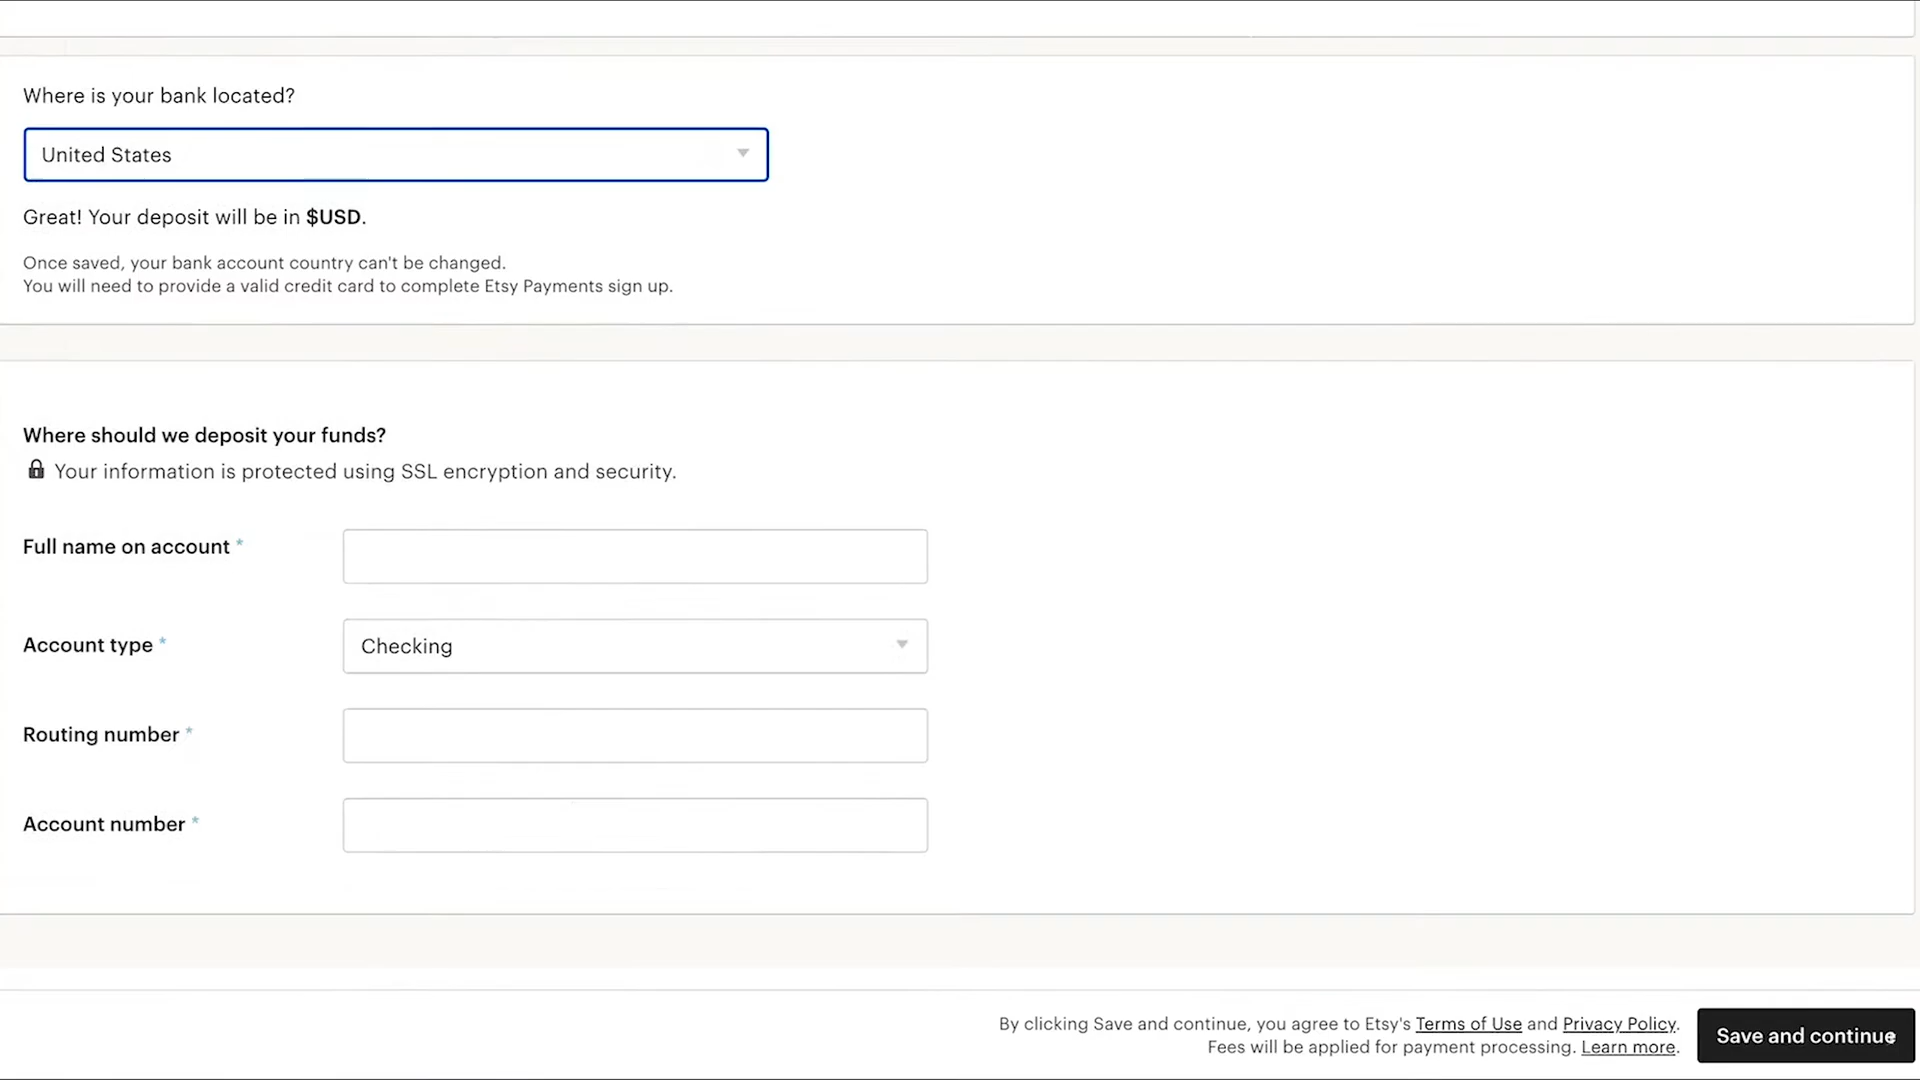 Where is your bank located?
United States
Great! Your deposit will be in $USD.
Once saved, your bank account country can't be changed.
You will need to provide a valid credit card to complete Etsy Payments sign up.
Where should we deposit your funds?
Your information is protected using SSL encryption and security.
Full name on account *
Account type *
Checking
Routing number *
Account number *
By clicking Save and continue, you agree to Etsy's Terms of Use and Privacy Policy.
Fees will be applied for payment processing. Learn more.
Save and continue